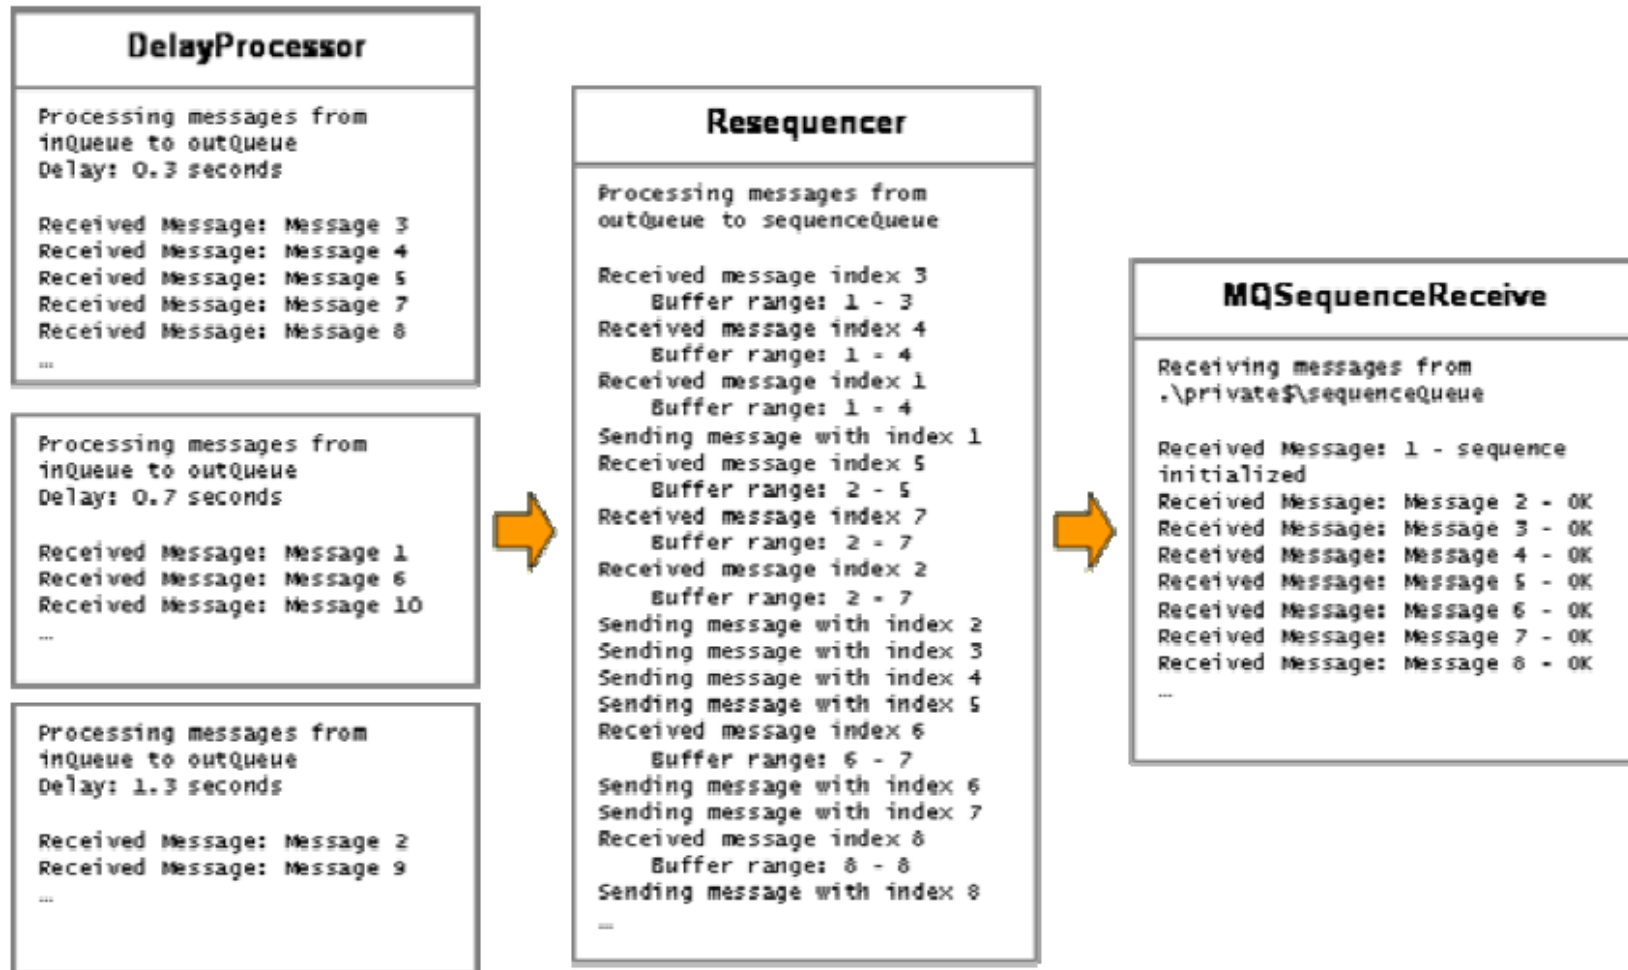 DelayProcessor
Processing messages from
inQueue to outQueue
Delay: 0.3 seconds
Received Message: Message 3
Received Message: Message 4
Received Message: Message 5
Received Message: Message 7
Received Message: Message 8
...
Processing messages from
inQueue to outQueue
Delay: 0.7 seconds
Received Message: Message 1
Received Message: Message 6
Received Message: Message 10
...
Processing messages from
inQueue to outQueue
Delay: 1.3 seconds
Received Message: Message 2
Received Message: Message 9
...
Resequencer
Processing messages from
outQueue to sequenceQueue
Received message index 3
Buffer range: 1 - 3
Received message index 4
Buffer range: 1 - 4
Received message index 1
Buffer range: 1 - 4
Sending message with index 1
Received message index 5
Buffer range: 2 - 5
Received message index 7
Buffer range: 2 - 7
Received message index 2
Buffer range: 2 - 7
Sending message with index 2
Sending message with index 3
Sending message with index 4
Sending message with index 5
Received message index 6
Buffer range: 6 - 7
Sending message with index 6
Sending message with index 7
Received message index 8
Buffer range: 8 - 8
Sending message with index 8
...
MQSequenceReceive
Receiving messages from
.\private$\sequenceQueue
Received Message: 1 - sequence
initialized
Received Message: Message 2 - OK
Received Message: Message 3 - OK
Received Message: Message 4 - OK
Received Message: Message 5 - OK
Received Message: Message 6 - OK
Received Message: Message 7 - OK
Received Message: Message 8 - OK
...